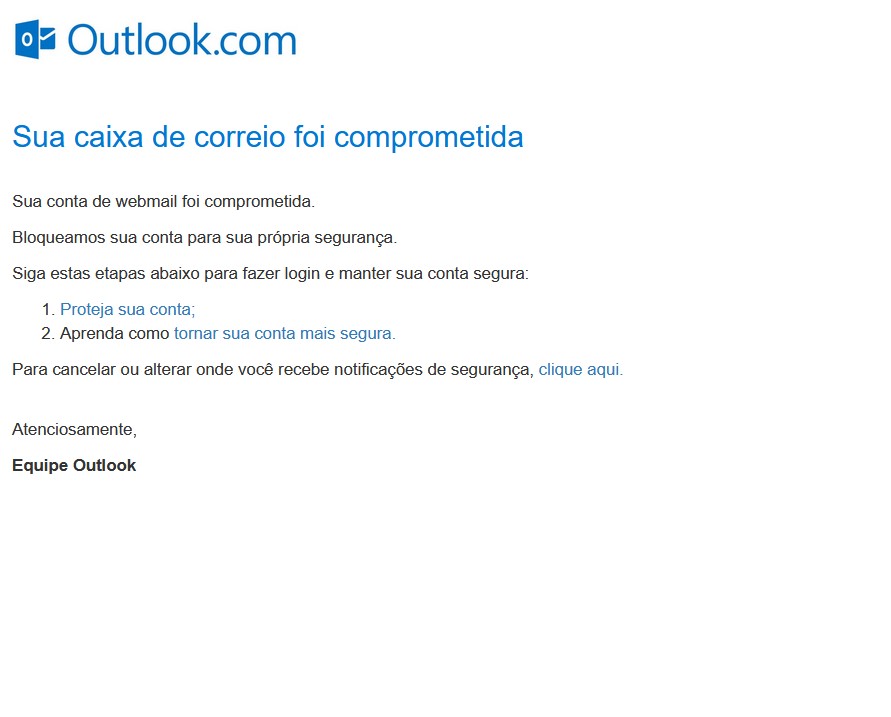 Outlook.com
Sua caixa de correio foi comprometida
Sua conta de webmail foi comprometida.
Bloqueamos sua conta para sua própria segurança.
Siga estas etapas abaixo para fazer login e manter sua conta segura:
1. Proteja sua conta;
2. Aprenda como tornar sua conta mais segura.
Para cancelar ou alterar onde você recebe notificações de segurança, clique aqui.
Atenciosamente,
Equipe Outlook